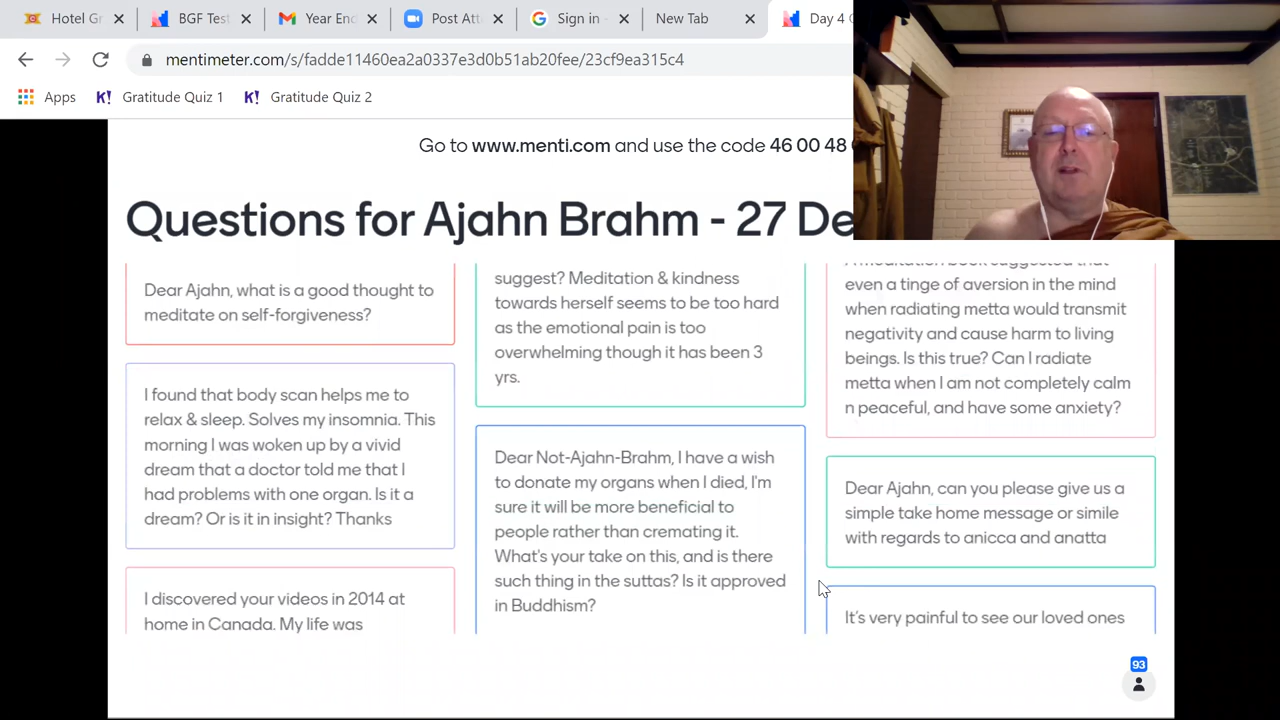 Hotel Gr
BGF Test
Year End
Post Att
Sign in -
New Tab
Day 4
mentimeter.com/s/fadde11460ea2a0337e3d0b51ab20fee/23cf9ea315c4
Apps
Gratitude Quiz 1
Gratitude Quiz 2
Go to www.menti.com and use the code 46 00 48
Questions for Ajahn Brahm - 27 De
Dear Ajahn, what is a good thought to
meditate on self-forgiveness?
I found that body scan helps me to
relax & sleep. Solves my insomnia. This
morning I was woken up by a vivid
dream that a doctor told me that I
had problems with one organ. Is it a
dream? Or is it in insight? Thanks
I discovered your videos in 2014 at
home in Canada. My life was
suggest? Meditation & kindness
towards herself seems to be too hard
as the emotional pain is too
overwhelming though it has been 3
yrs.
Dear Not-Ajahn-Brahm, I have a wish
to donate my organs when I died, I'm
sure it will be more beneficial to
people rather than cremating it.
What's your take on this, and is there
such thing in the suttas? Is it approved
in Buddhism?
A meditation book suggested that
even a tinge of aversion in the mind
when radiating metta would transmit
negativity and cause harm to living
beings. Is this true? Can I radiate
metta when I am not completely calm
n peaceful, and have some anxiety?
Dear Ajahn, can you please give us a
simple take home message or simile
with regards to anicca and anatta
It's very painful to see our loved ones
93